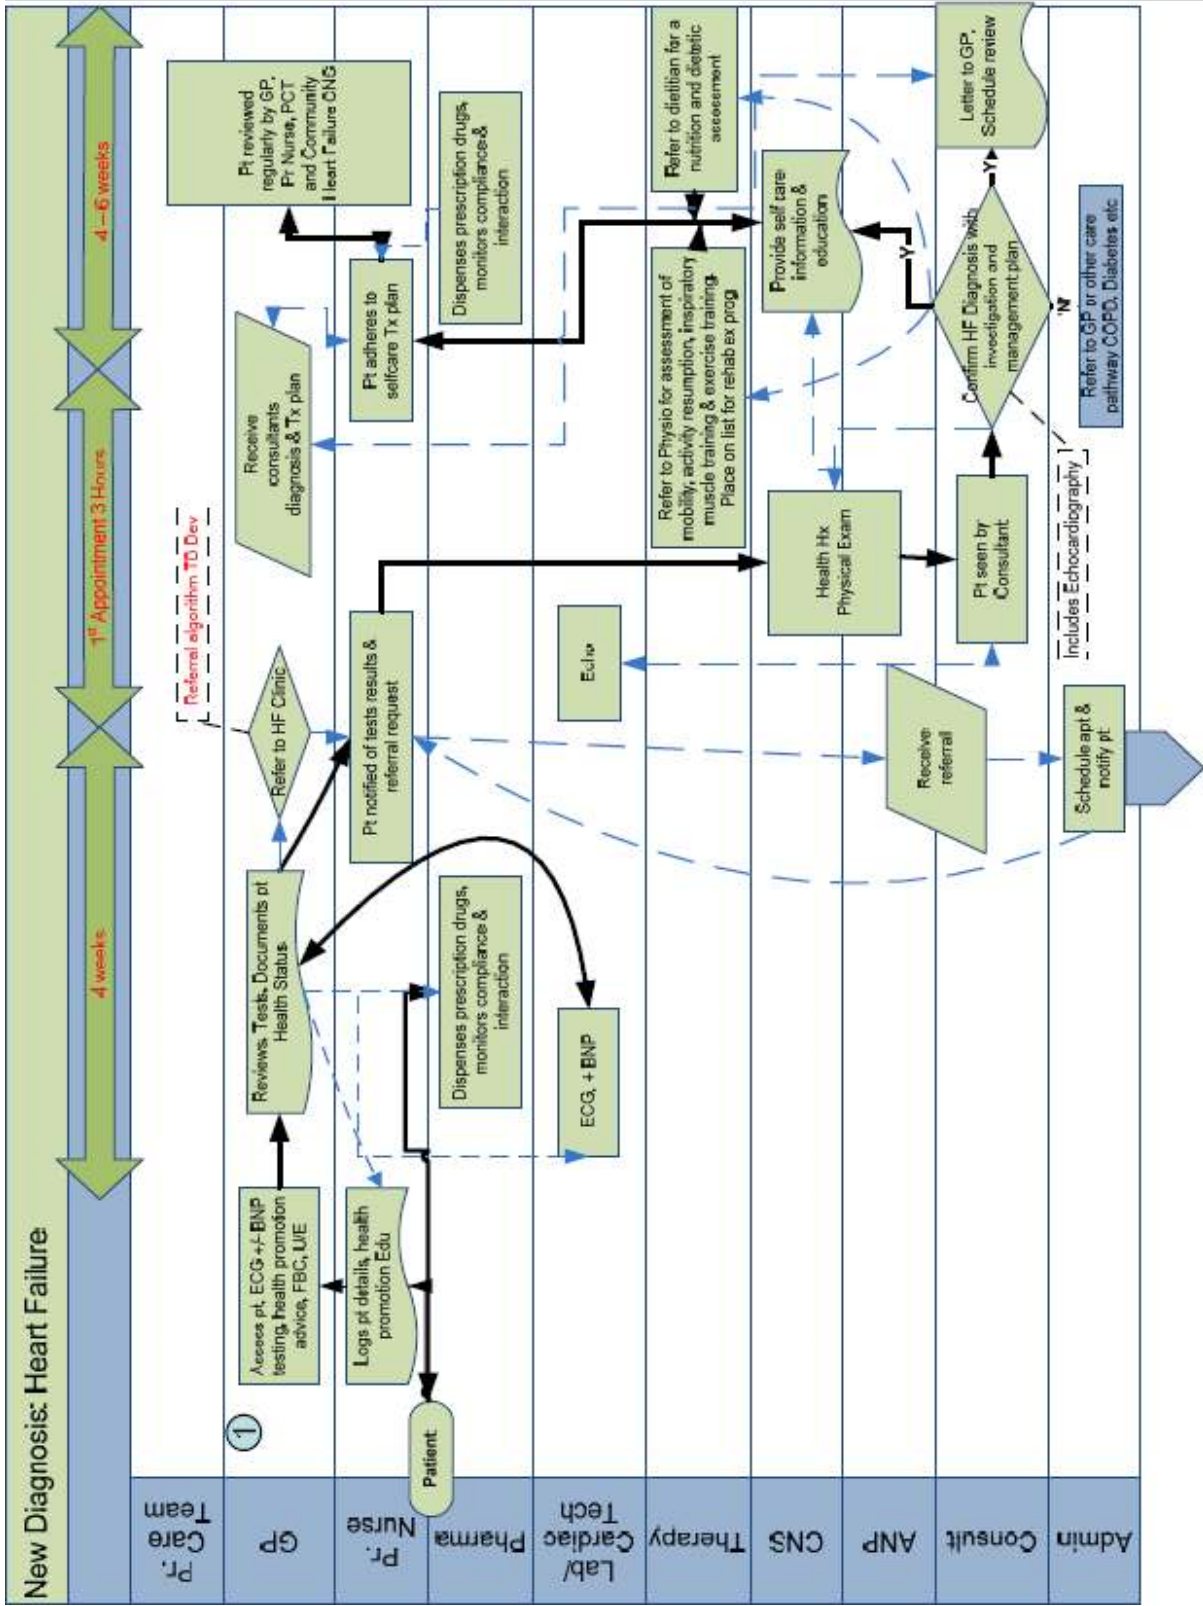 New Diagnosis: Heart Failure
4 weeks
1st Appointment 3 Hours
4 – 6 weeks
Pr.
Care
Team
GP
Pr.
Nurse
Pharma
Lab/
Cardiac
Tech
Therapy
CNS
ANP
Consult
Admin
1
Patient
Assess pt, ECG +/- BNP
testing, health promotion
advice, FBC, U/E
Logs pt details, health
promotion Edu
Reviews Tests, Documents pt
Health Status
Dispenses prescription drugs,
monitors compliance &
interaction
ECG, + BNP
Referral algorithm TD Dev
Refer to HF Clinic
Pt notified of tests results &
referral request
Echo
Receive
referral
Schedule apt &
notify pt
Receive
consultants
diagnosis & Tx plan
Health Hx
Physical Exam
Pt seen by
Consultant
Includes Echocardiography
Pt reviewed
regularly by GP,
Pr Nurse, PCT
and Community
Heart Failure CNS
Pt adheres to
selfcare Tx plan
Dispenses prescription drugs,
monitors compliance &
interaction
Refer to Physio for assessment of
mobility, activity resumption, inspiratory
muscle training & exercise training.
Place on list for rehab ex prog
Refer to dietitian for a
nutrition and dietetic
assessment
Provide self care
information &
education
Y
Confirm HF Diagnosis with
investigation and
management plan
Y
N
Letter to GP,
Schedule review
Refer to GP or other care
pathway COPD, Diabetes etc